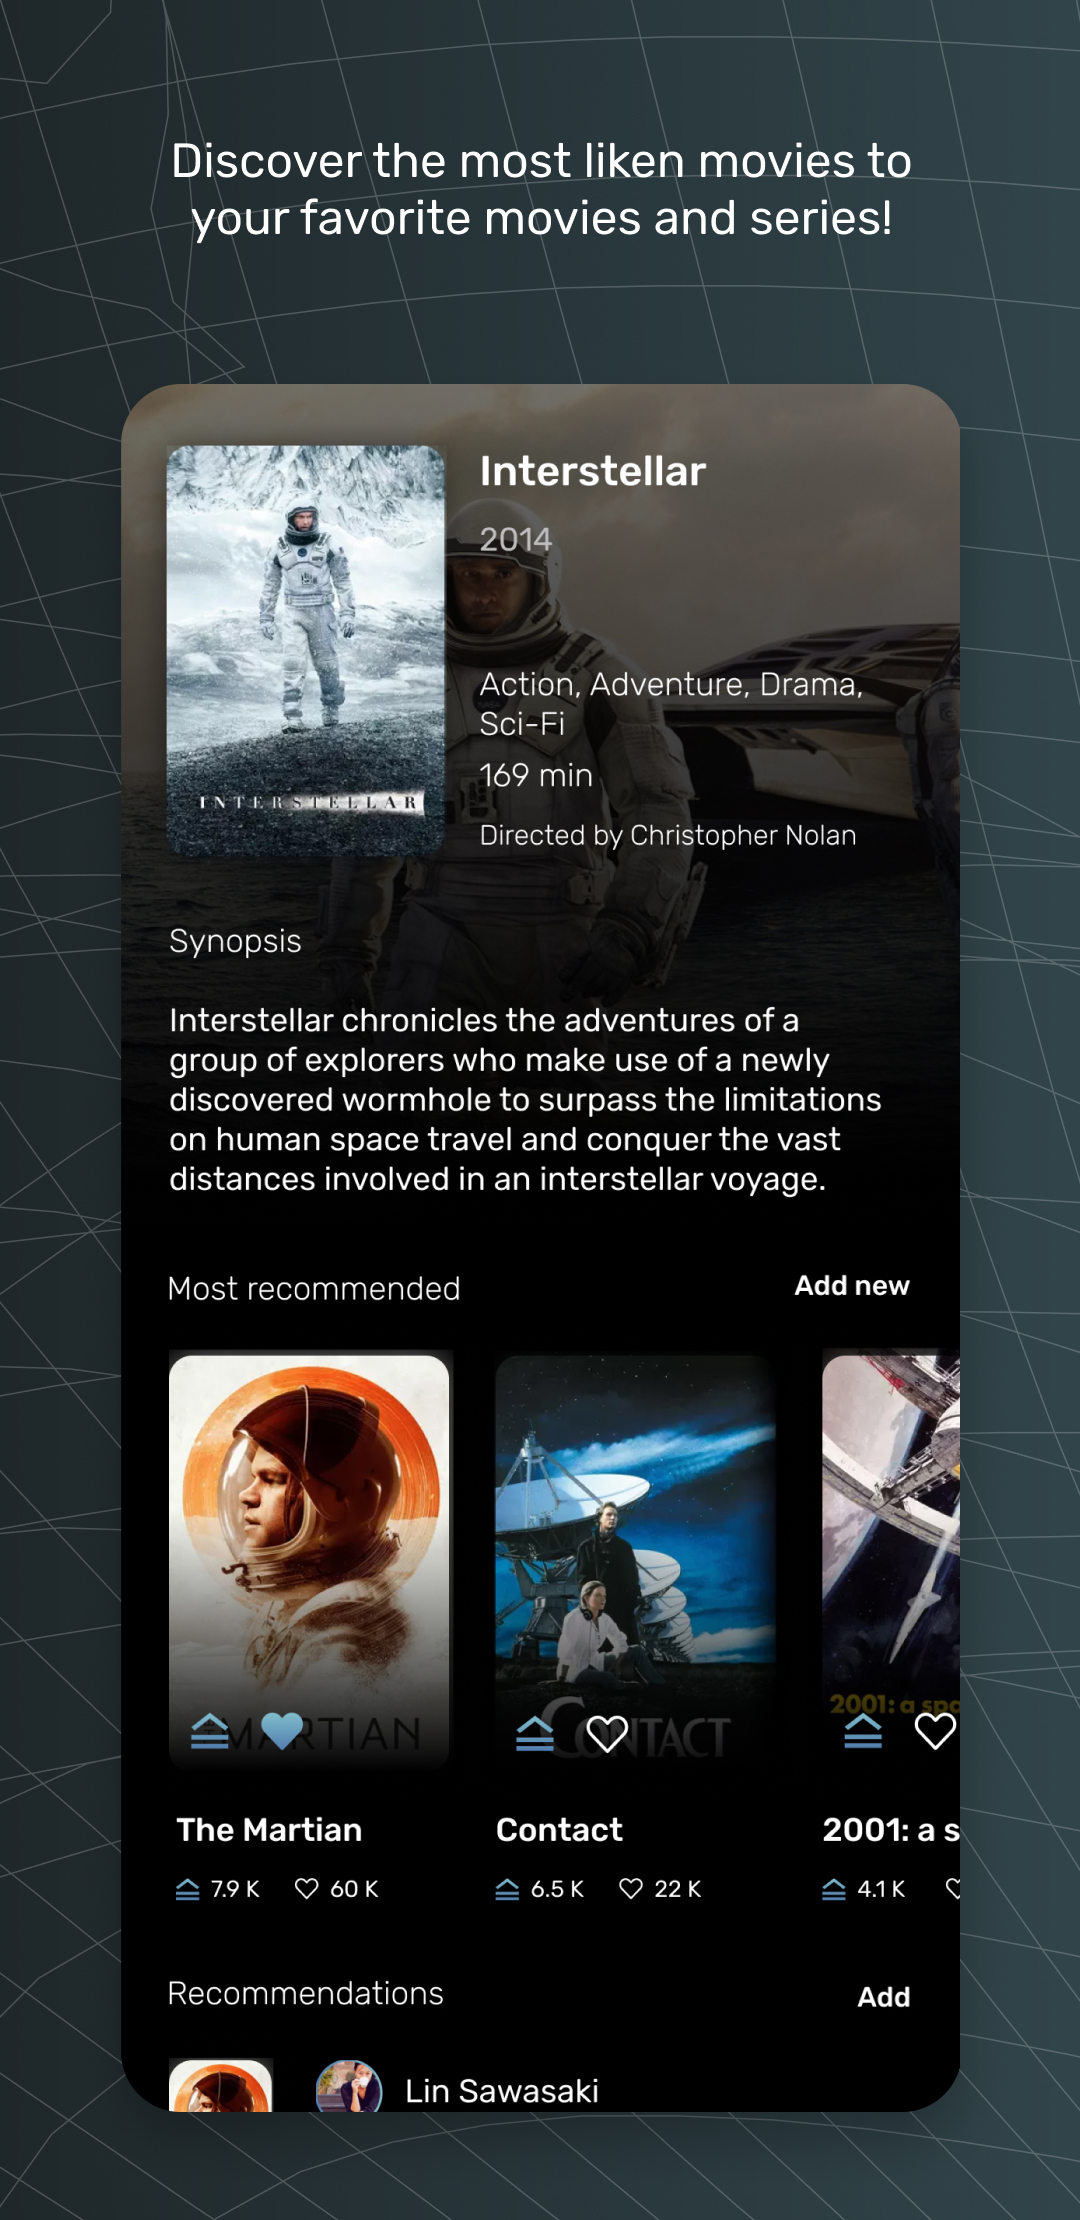 Discover the most liken movies to
your favorite movies and series!
Interstellar
2014
Action, Adventure, Drama,
Sci-Fi
169 min
Directed by Christopher Nolan
INTERSTELLAR
Synopsis
Interstellar chronicles the adventures of a
group of explorers who make use of a newly
discovered wormhole to surpass the limitations
on human space travel and conquer the vast
distances involved in an interstellar voyage.
Most recommended
Add new
MARTIAN
CONTACT
2001: a spa
The Martian
Contact
2001: a s
7.9 K
60 K
6.5 K
22 K
4.1 K
Recommendations
Add
Lin Sawasaki